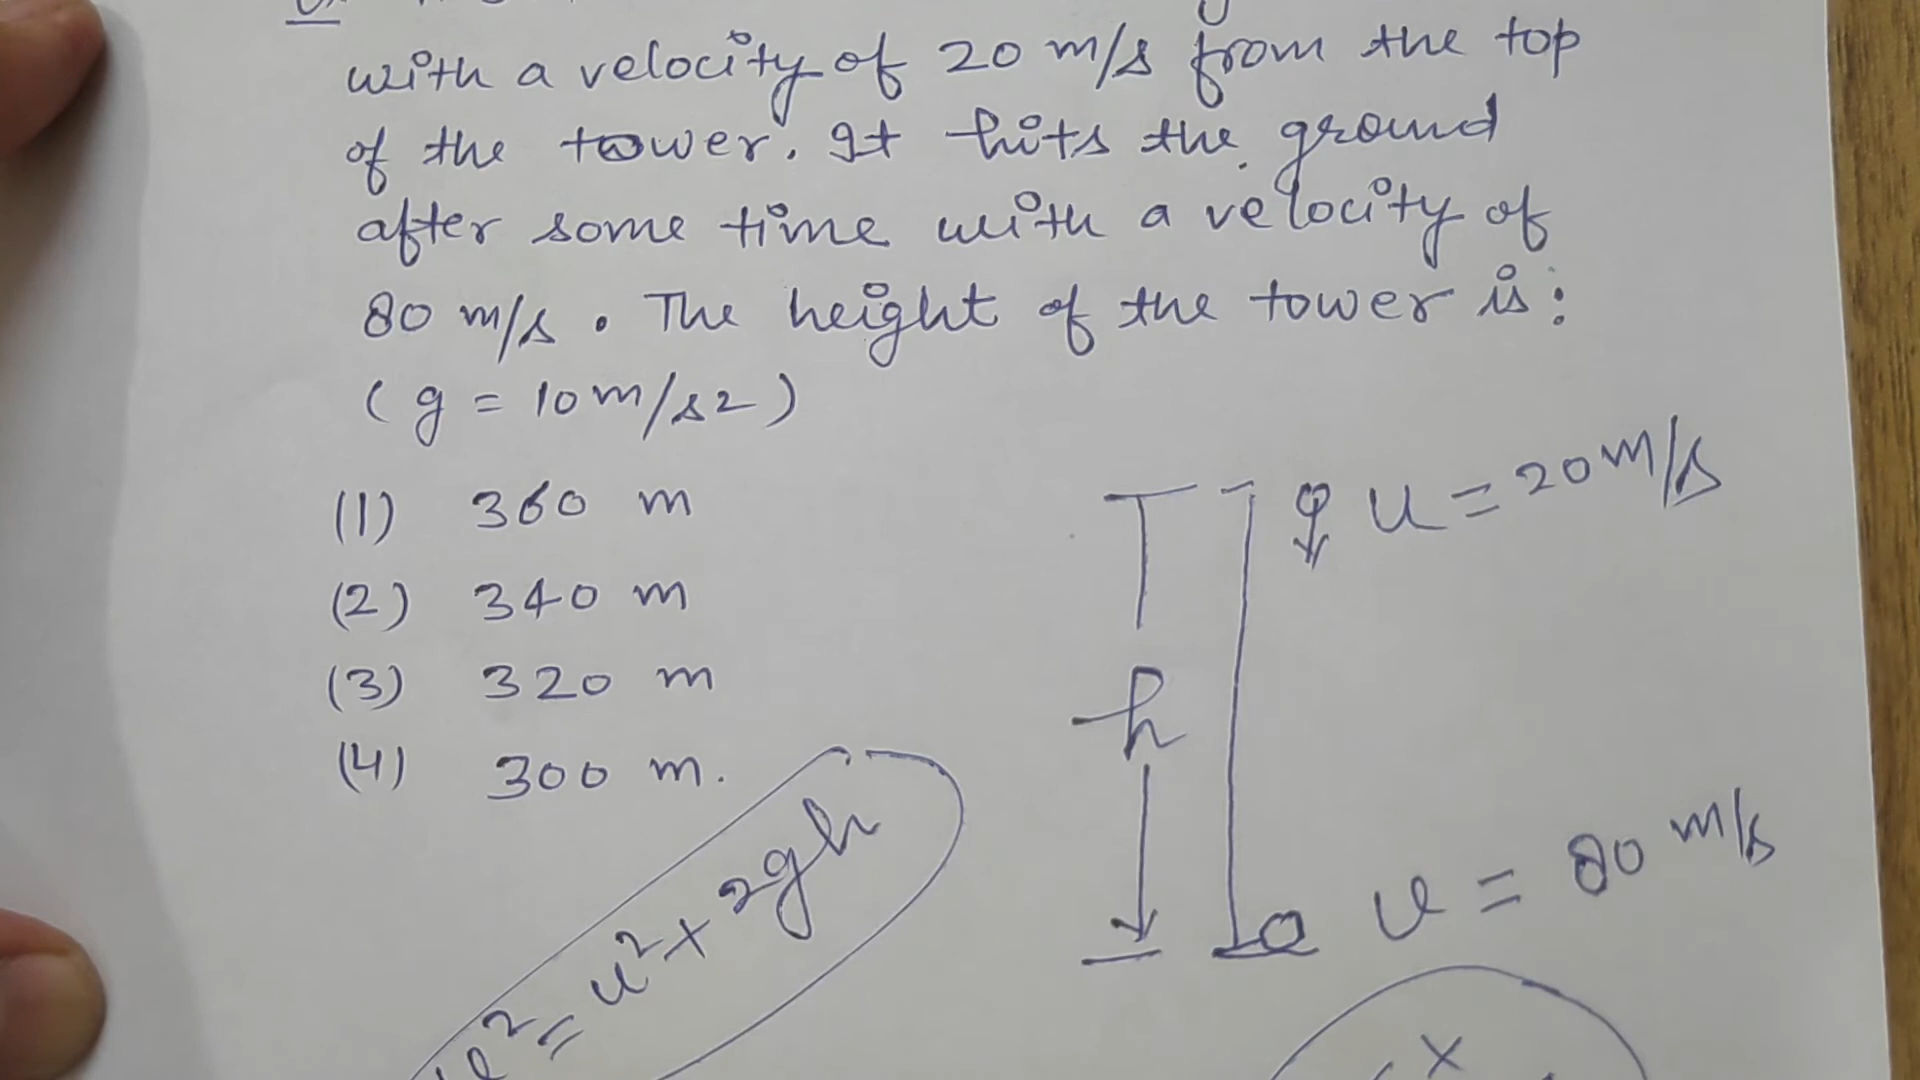 with a velocity of 20 m/s from the top
of the tower. It hits the ground
after some time with a velocity of
80 m/s. The height of the tower is:
(g = 10 m/s2)
(1) 360 m
(2) 340 m
(3) 320 m
(4) 300 m.
u = 20 m/s
h
v = 80 m/s
v² = u² + 2gh
x